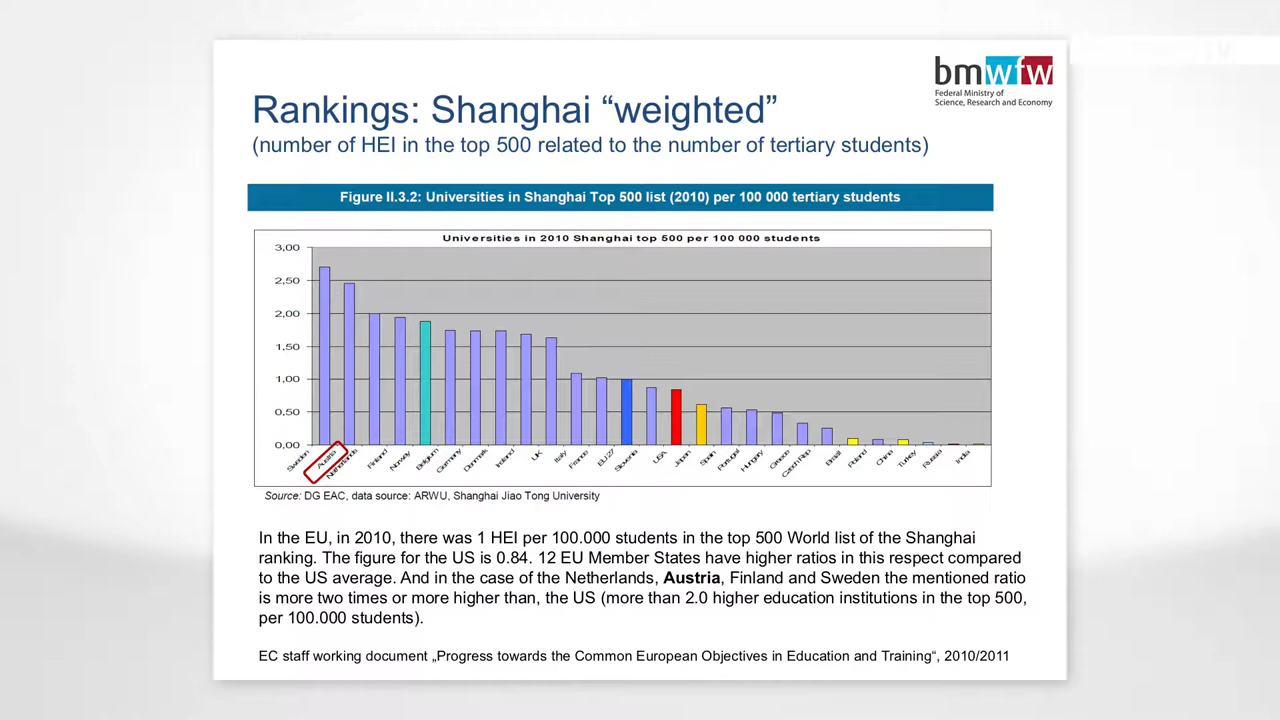 TV
bmwfw
Federal Ministry of
Science, Research and Economy
Rankings: Shanghai “weighted”
(number of HEI in the top 500 related to the number of tertiary students)
Figure II.3.2: Universities in Shanghai Top 500 list (2010) per 100 000 tertiary students
Universities in 2010 Shanghai top 500 per 100 000 students
3,00
2,50
2,00
1,50
1,00
0,50
0,00
Sweden
Austria
Netherlands
Finland
Norway
Belgium
Germany
Denmark
Ireland
UK
Italy
France
EU 27
Slovenia
USA
Japan
Spain
Portugal
Hungary
Greece
Czech Rep
Brazil
Poland
China
Turkey
Russia
India
Source: DG EAC, data source: ARWU, Shanghai Jiao Tong University
In the EU, in 2010, there was 1 HEI per 100.000 students in the top 500 World list of the Shanghai
ranking. The figure for the US is 0.84. 12 EU Member States have higher ratios in this respect compared
to the US average. And in the case of the Netherlands, Austria, Finland and Sweden the mentioned ratio
is more two times or more higher than, the US (more than 2.0 higher education institutions in the top 500,
per 100.000 students).
EC staff working document „Progress towards the Common European Objectives in Education and Training“, 2010/2011